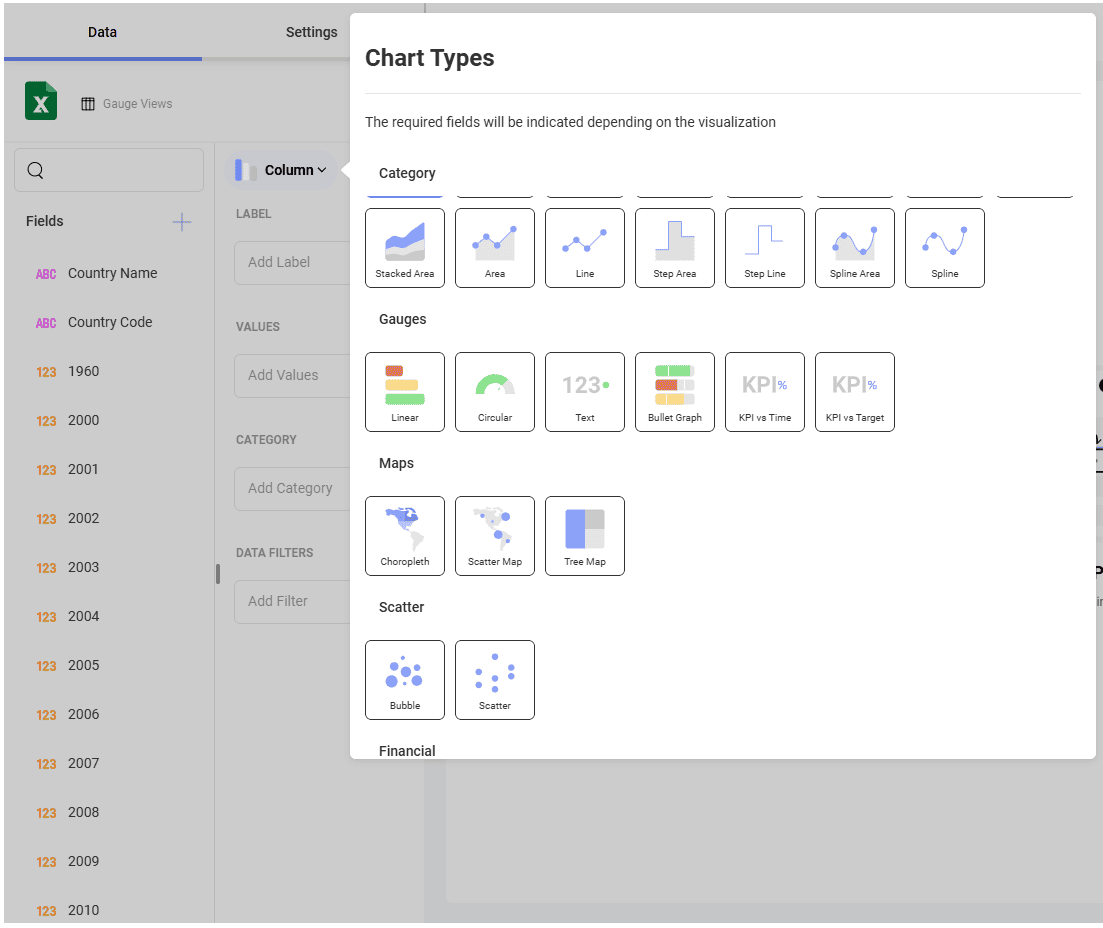 Data
Settings
X
Gauge Views
Column
Fields
ABC Country Name
ABC Country Code
123 1960
123 2000
123 2001
123 2002
123 2003
123 2004
123 2005
123 2006
123 2007
123 2008
123 2009
123 2010
LABEL
Add Label
VALUES
Add Values
CATEGORY
Add Category
DATA FILTERS
Add Filter
Chart Types
The required fields will be indicated depending on the visualization
Category
Stacked Area
Area
Line
Step Area
Step Line
Spline Area
Spline
Gauges
Linear
Circular
123
Text
Bullet Graph
KPI%
KPI vs Time
KPI%
KPI vs Target
Maps
Choropleth
Scatter Map
Tree Map
Scatter
Bubble
Scatter
Financial